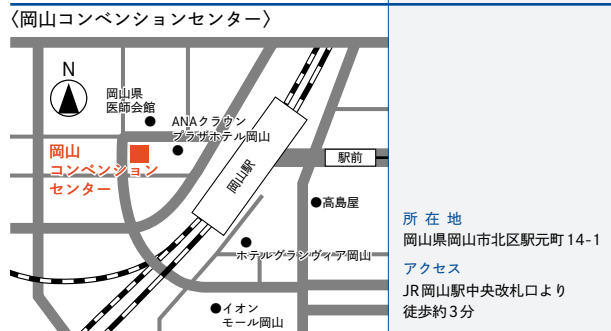 〈岡山コンベンションセンター〉
N
岡山県
医師会館
ANAクラウン
プラザホテル岡山
岡山
コンベンション
センター
岡山駅
駅前
高島屋
ホテルグランヴィア岡山
イオン
モール岡山
所在地
岡山県岡山市北区駅元町14-1
アクセス
JR岡山駅中央改札口より
徒歩約3分